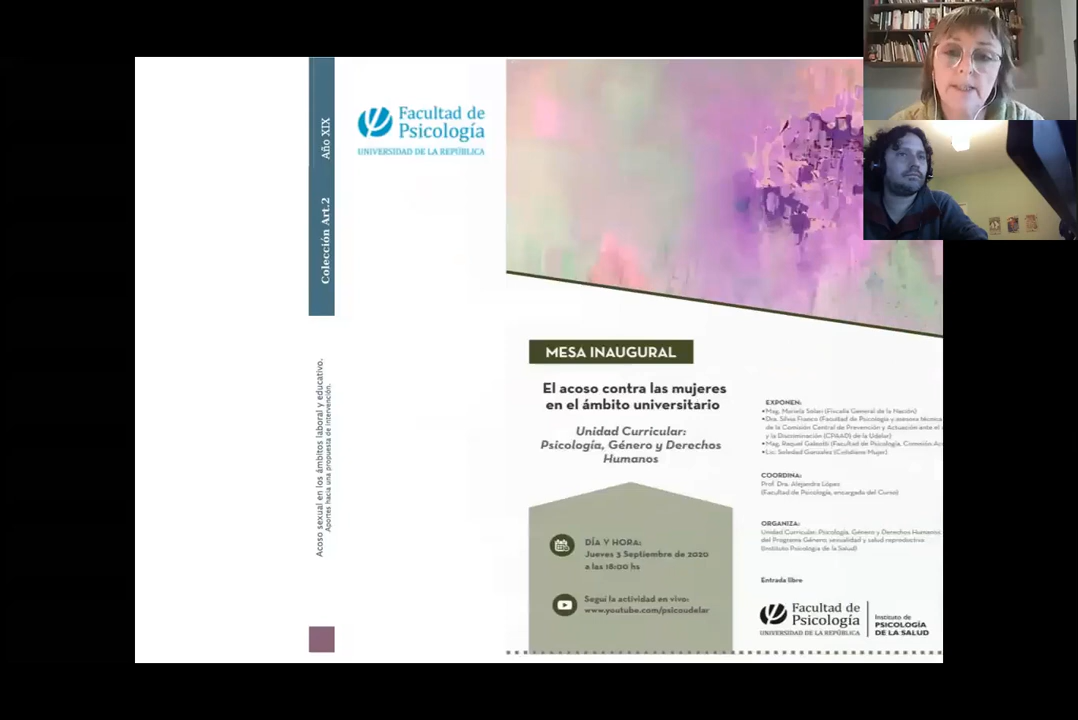 Año XIX
Colección Art.2
Acoso sexual en los ámbitos laboral y educativo.
Aportes hacia una propuesta de intervención.
Facultad de
Psicología
UNIVERSIDAD DE LA REPÚBLICA
MESA INAUGURAL
El acoso contra las mujeres
en el ámbito universitario
Unidad Curricular:
Psicología, Género y Derechos
Humanos
DÍA Y HORA:
Jueves 3 Septiembre de 2020
a las 18:00 hs
Seguí la actividad en vivo:
www.youtube.com/psicoudelar
EXPONEN:
•Mag. Mariela Solari (Fiscalía General de la Nación)
•Dra. Silvia Franco (Facultad de Psicología y asesora técnica
de la Comisión Central de Prevención y Actuación ante el
y la Discriminación (CPAAD) de la Udelar)
•Mag. Raquel Galeotti (Facultad de Psicología, Comisión
•Lic. Soledad González (Cotidiano Mujer)
COORDINA:
Prof. Dra. Alejandra López
(Facultad de Psicología, encargada del Curso)
ORGANIZA:
Unidad Curricular: Psicología, Género y Derechos Humanos,
del Programa Género, sexualidad y salud reproductiva
(Instituto Psicología de la Salud)
Entrada libre
Facultad de
Psicología
UNIVERSIDAD DE LA REPÚBLICA
Instituto de
PSICOLOGÍA
DE LA SALUD